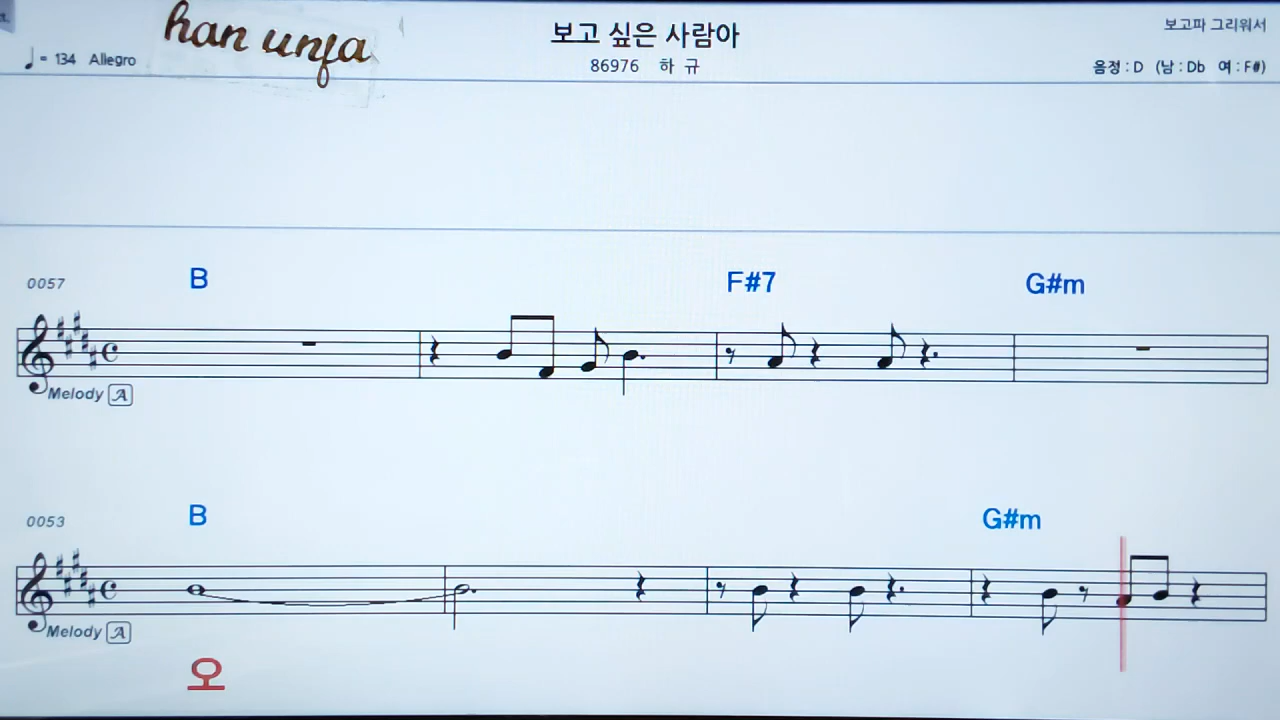 han unja
보고 싶은 사람아
보고파 그리워서
♩= 134 Allegro
86976 하 규
음정 : D (남 : Db 여 : F#)
0057 B F#7 G#m
Melody A
0053 B G#m
Melody A
오